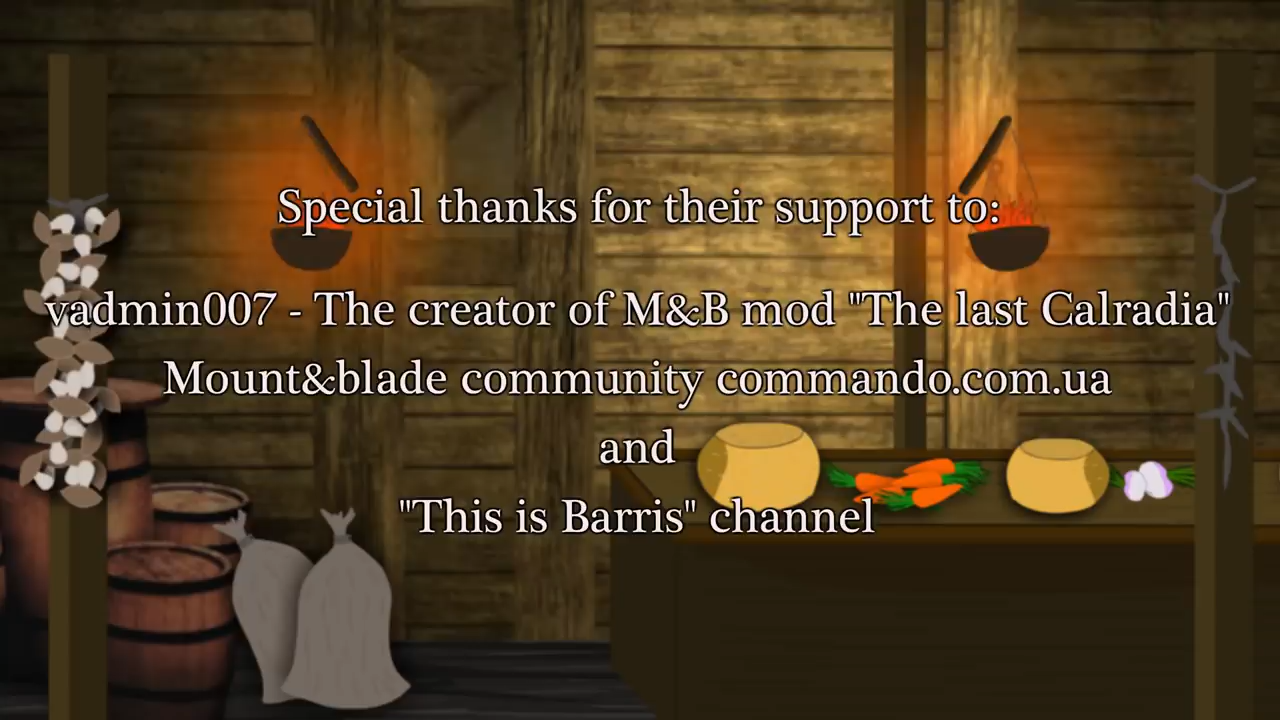 Special thanks for their support to:
vadmin007 - The creator of M&B mod "The last Calradia"
Mount&blade community commando.com.ua
and
"This is Barris" channel